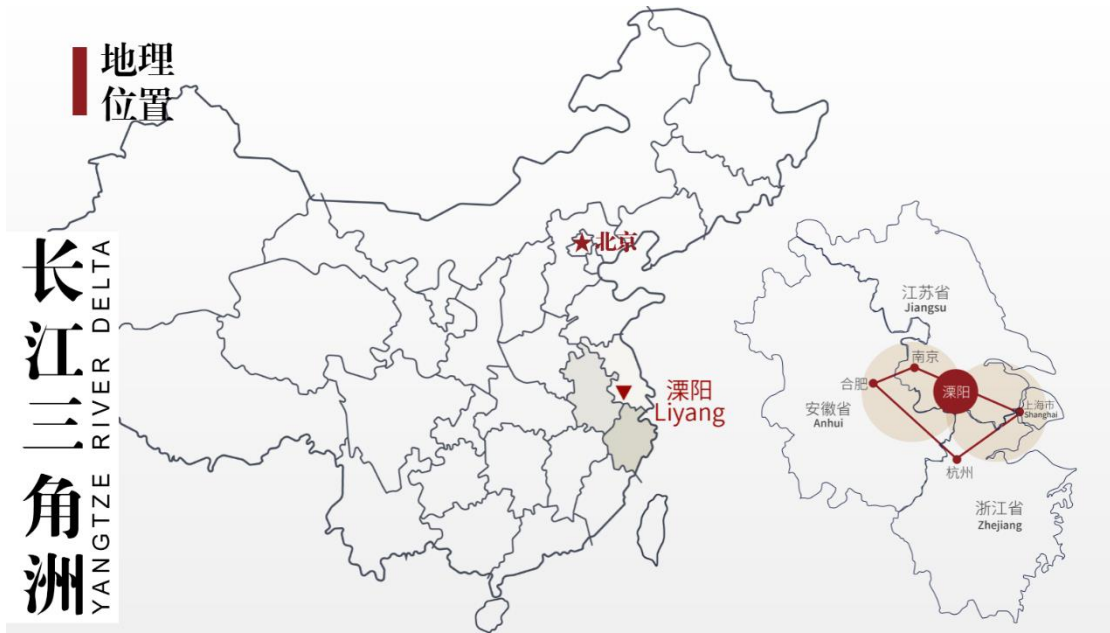 地理
位置
长江三角洲
YANGTZE RIVER DELTA
北京
溧阳
Liyang
江苏省
Jiangsu
南京
合肥
溧阳
安徽省
Anhui
上海市
Shanghai
杭州
浙江省
Zhejiang